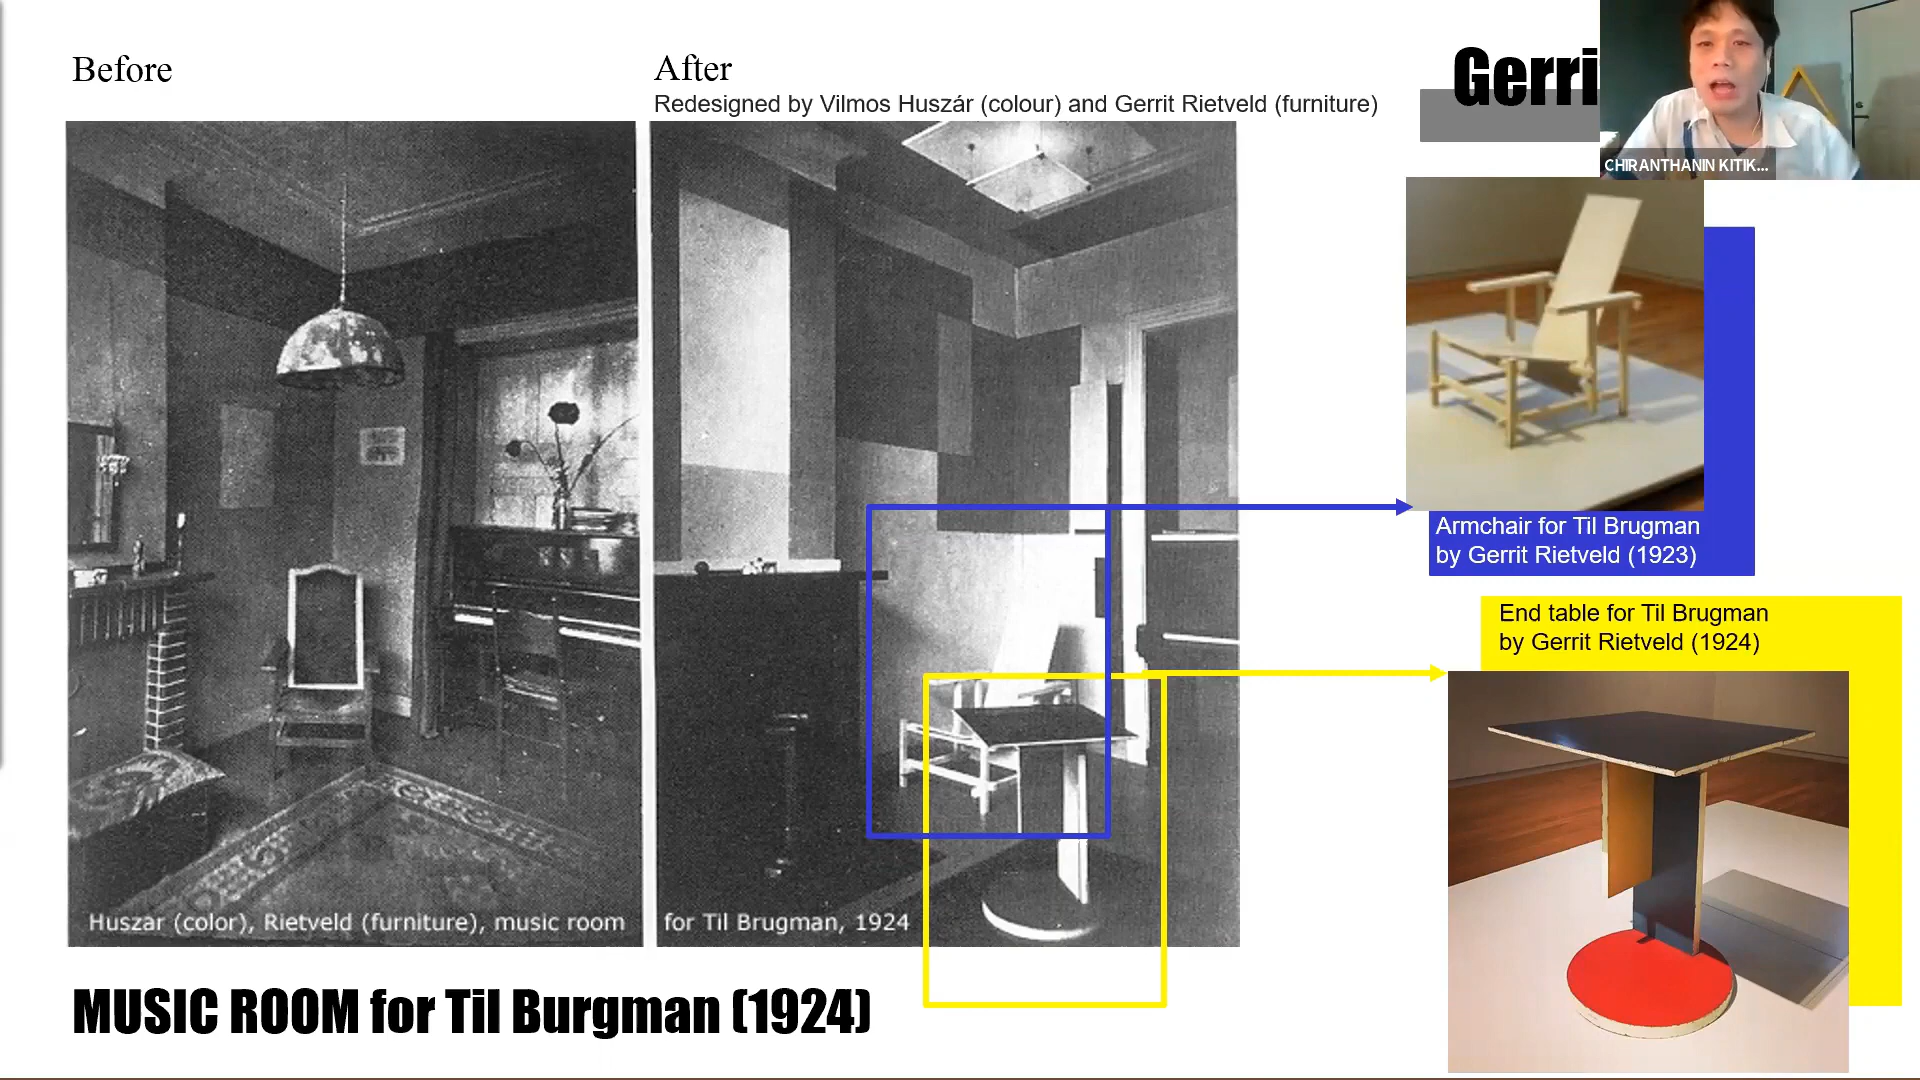 Before
After
Redesigned by Vilmos Huszár (colour) and Gerrit Rietveld (furniture)
Gerri
CHIRANTHANIN KITIK...
Armchair for Til Brugman
by Gerrit Rietveld (1923)
End table for Til Brugman
by Gerrit Rietveld (1924)
Huszar (color), Rietveld (furniture), music room
for Til Brugman, 1924
MUSIC ROOM for Til Burgman (1924)